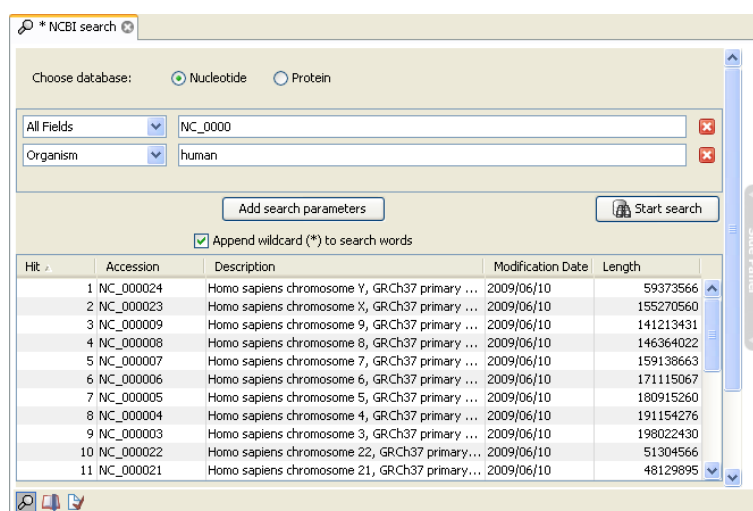 * NCBI search
Choose database: Nucleotide Protein
All Fields NC_0000
Organism human
Add search parameters Start search
Append wildcard (*) to search words
Hit Accession Description Modification Date Length
1 NC_000024 Homo sapiens chromosome Y, GRCh37 primary ... 2009/06/10 59373566
2 NC_000023 Homo sapiens chromosome X, GRCh37 primary ... 2009/06/10 155270560
3 NC_000009 Homo sapiens chromosome 9, GRCh37 primary ... 2009/06/10 141213431
4 NC_000008 Homo sapiens chromosome 8, GRCh37 primary ... 2009/06/10 146364022
5 NC_000007 Homo sapiens chromosome 7, GRCh37 primary ... 2009/06/10 159138663
6 NC_000006 Homo sapiens chromosome 6, GRCh37 primary ... 2009/06/10 171115067
7 NC_000005 Homo sapiens chromosome 5, GRCh37 primary ... 2009/06/10 180915260
8 NC_000004 Homo sapiens chromosome 4, GRCh37 primary ... 2009/06/10 191154276
9 NC_000003 Homo sapiens chromosome 3, GRCh37 primary ... 2009/06/10 198022430
10 NC_000022 Homo sapiens chromosome 22, GRCh37 primary... 2009/06/10 51304566
11 NC_000021 Homo sapiens chromosome 21, GRCh37 primary... 2009/06/10 48129895
Side Panel